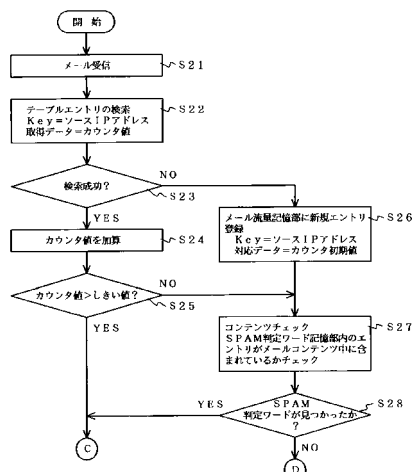 開始
メール受信
S21
テーブルエントリの検索
Key=ソースIPアドレス
取得データ=カウンタ値
S22
検索成功?
NO
S23
YES
カウンタ値を加算
S24
メール流量記憶部に新規エントリ
登録
Key=ソースIPアドレス
対応データ=カウンタ初期値
S26
カウンタ値>しきい値?
NO
S25
YES
コンテンツチェック
SPAM判定ワード記憶部内のエ
ントリがメールコンテンツ中に含
まれているかチェック
S27
SPAM
判定ワードが見つかったか
?
S28
YES
NO
C
D